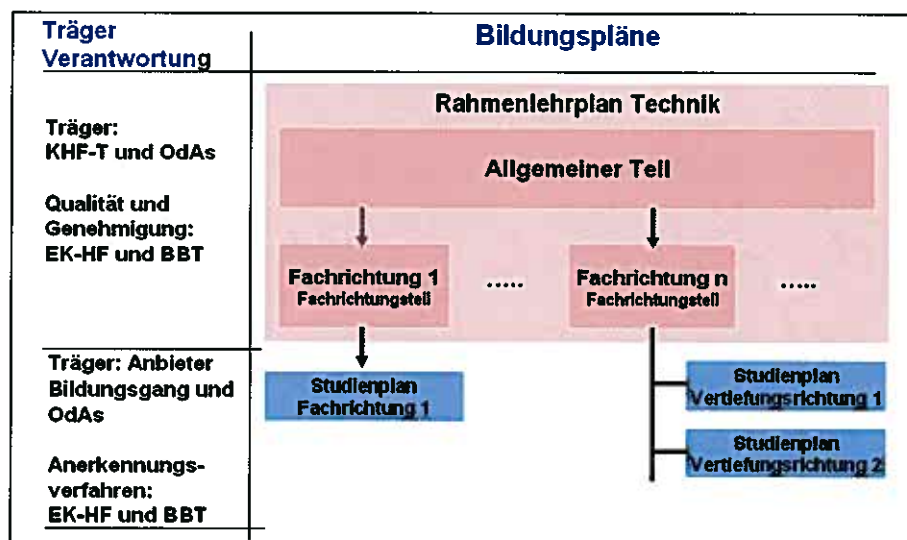 Träger
Verantwortung
Bildungspläne
Träger:
KHF-T und OdAs
Qualität und
Genehmigung:
EK-HF und BBT
Rahmenlehrplan Technik
Allgemeiner Teil
Fachrichtung 1
Fachrichtungsteil
.....
Fachrichtung n
Fachrichtungsteil
.....
Träger: Anbieter
Bildungsgang und
OdAs
Anerkennungs-
verfahren:
EK-HF und BBT
Studienplan
Fachrichtung 1
Studienplan
Vertiefungsrichtung 1
Studienplan
Vertiefungsrichtung 2